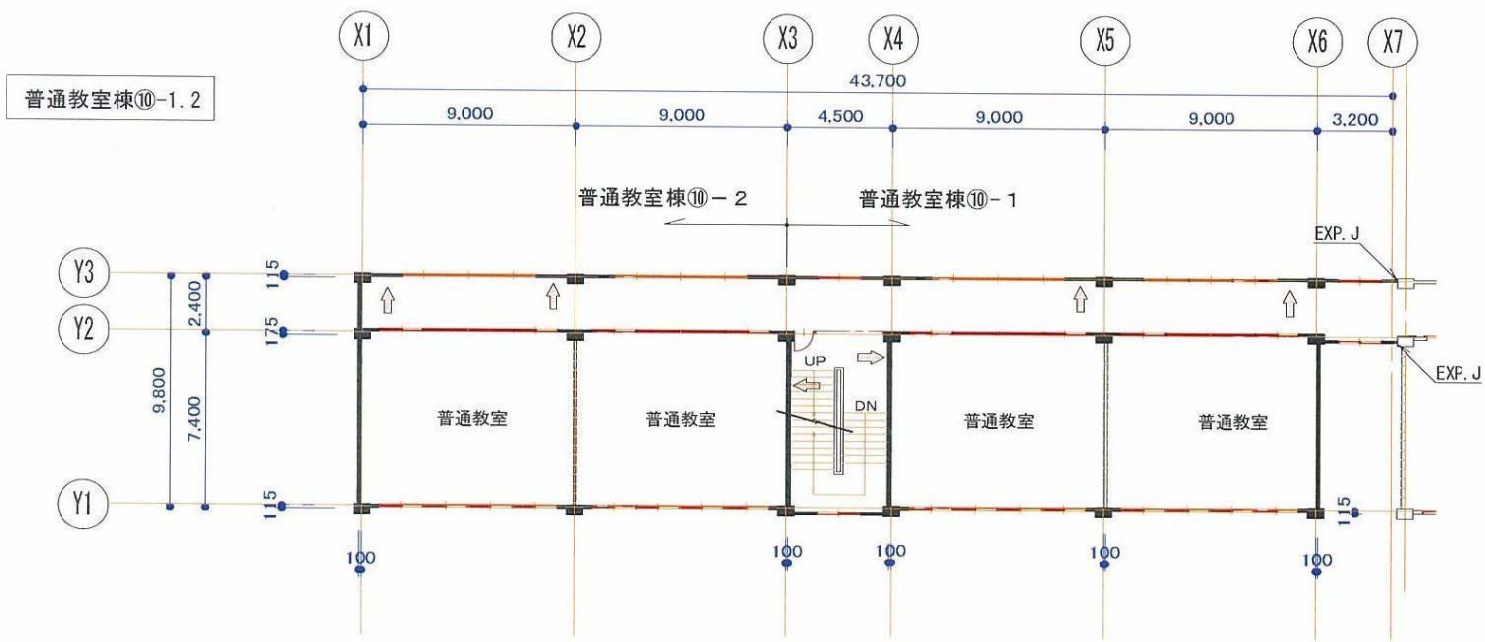 X1 X2 X3 X4 X5 X6 X7
普通教室棟⑩-1.2
43,700
9,000 9,000 4,500 9,000 9,000 3,200
普通教室棟⑩-2 普通教室棟⑩-1
EXP.J
Y3
115
2,400
Y2
175
EXP.J
UP
DN
9,800
7,400
普通教室 普通教室 普通教室 普通教室
Y1
115
115
100 100 100 100 100